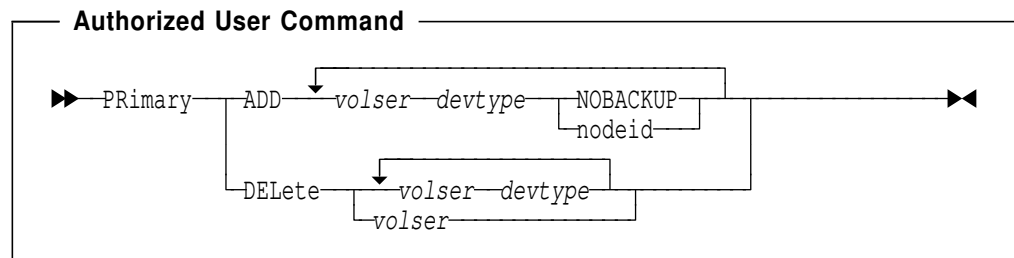 Authorized User Command
PRimary ADD volser devtype NOBACKUP
nodeid
DELete volser devtype
volser